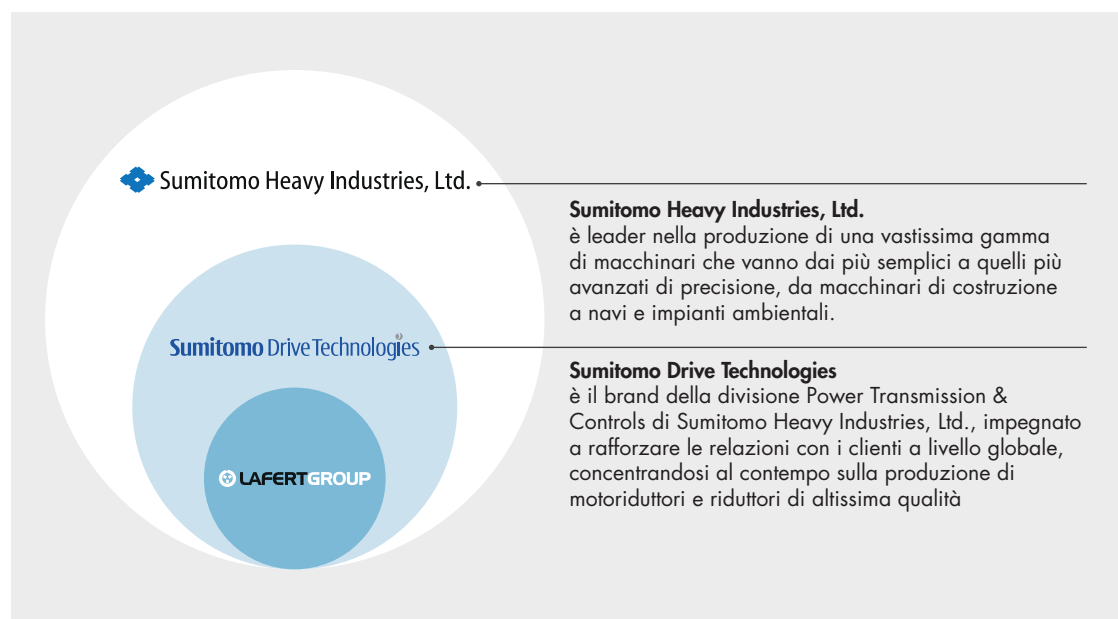 Sumitomo Heavy Industries, Ltd.
Sumitomo Heavy Industries, Ltd.
è leader nella produzione di una vastissima gamma
di macchinari che vanno dai più semplici a quelli più
avanzati di precisione, da macchinari di costruzione
a navi e impianti ambientali.
Sumitomo Drive Technologies
Sumitomo Drive Technologies
è il brand della divisione Power Transmission &
Controls di Sumitomo Heavy Industries, Ltd., impegnato
a rafforzare le relazioni con i clienti a livello globale,
concentrandosi al contempo sulla produzione di
motoriduttori e riduttori di altissima qualità
LAFERTGROUP